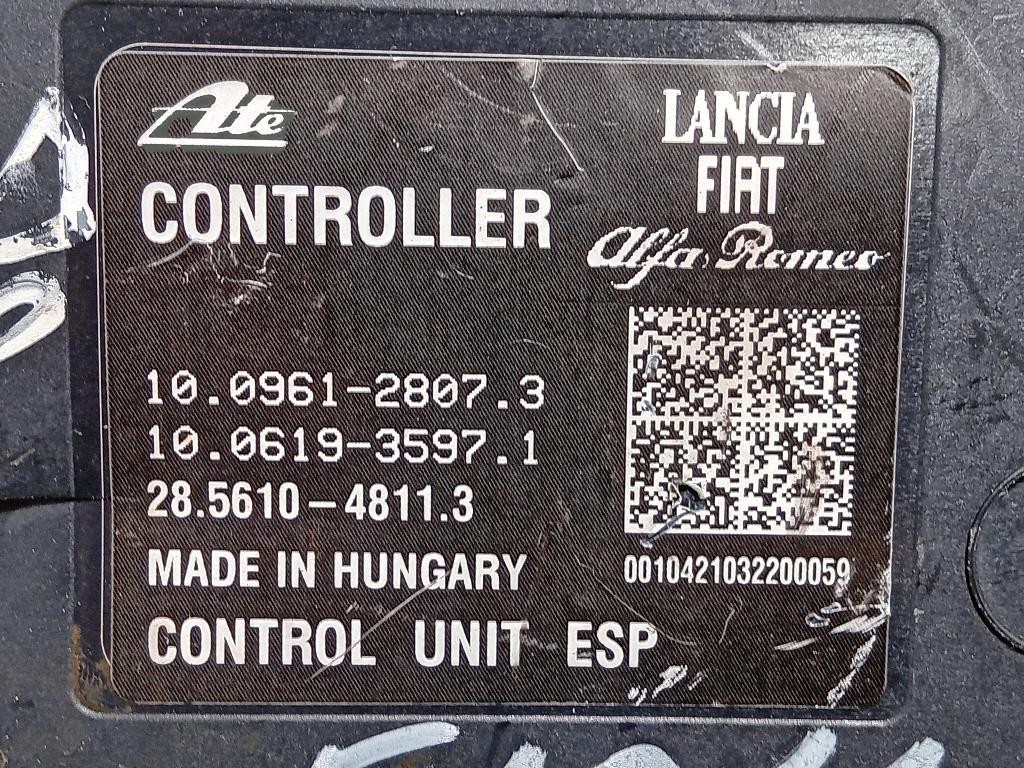 Ate
LANCIA
FIAT
Alfa Romeo
CONTROLLER
10.0961-2807.3
10.0619-3597.1
28.5610-4811.3
MADE IN HUNGARY
0010421032200059
CONTROL UNIT ESP